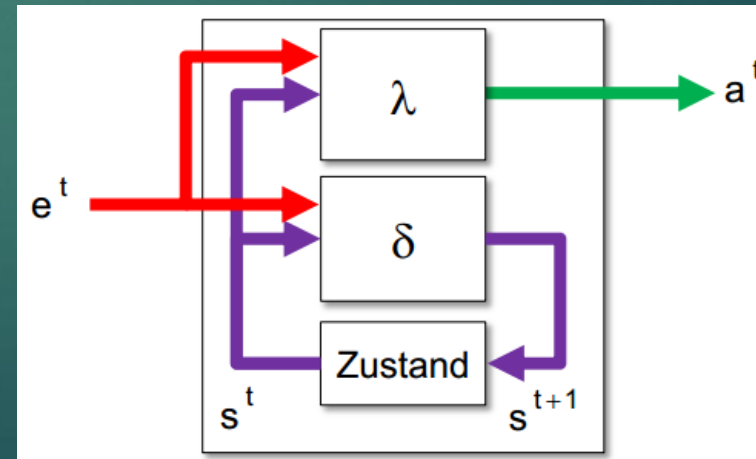 λ
a^t
e^t
δ
Zustand
s^t
s^{t+1}